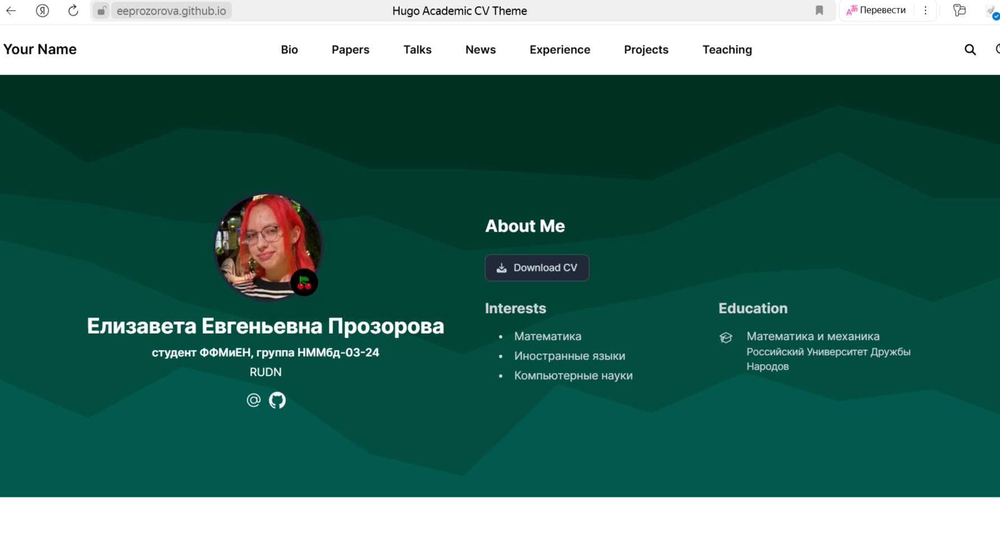 Я eeprozorova.github.io Hugo Academic CV Theme Перевести
Your Name Bio Papers Talks News Experience Projects Teaching
About Me
Download CV
Interests
Математика
Иностранные языки
Компьютерные науки
Education
Математика и механика
Российский Университет Дружбы
Народов
Елизавета Евгеньевна Прозорова
студент ФФМиЕН, группа НММбд-03-24
RUDN